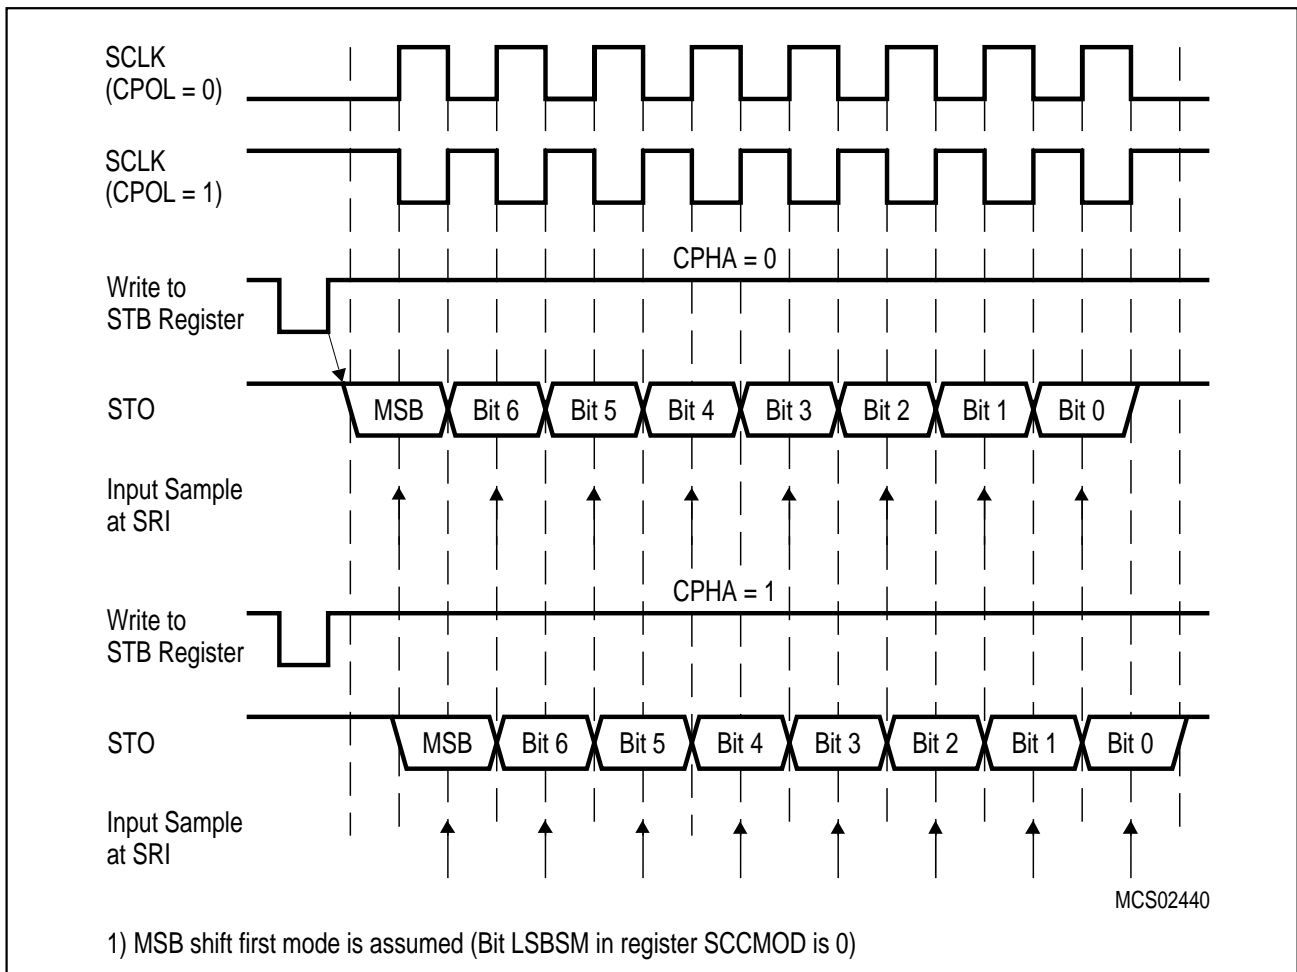 SCLK
(CPOL = 0)
SCLK
(CPOL = 1)
CPHA = 0
Write to
STB Register
STO
MSB Bit 6 Bit 5 Bit 4 Bit 3 Bit 2 Bit 1 Bit 0
Input Sample
at SRI
CPHA = 1
Write to
STB Register
STO
MSB Bit 6 Bit 5 Bit 4 Bit 3 Bit 2 Bit 1 Bit 0
Input Sample
at SRI
MCS02440
1) MSB shift first mode is assumed (Bit LSBSM in register SCCMOD is 0)